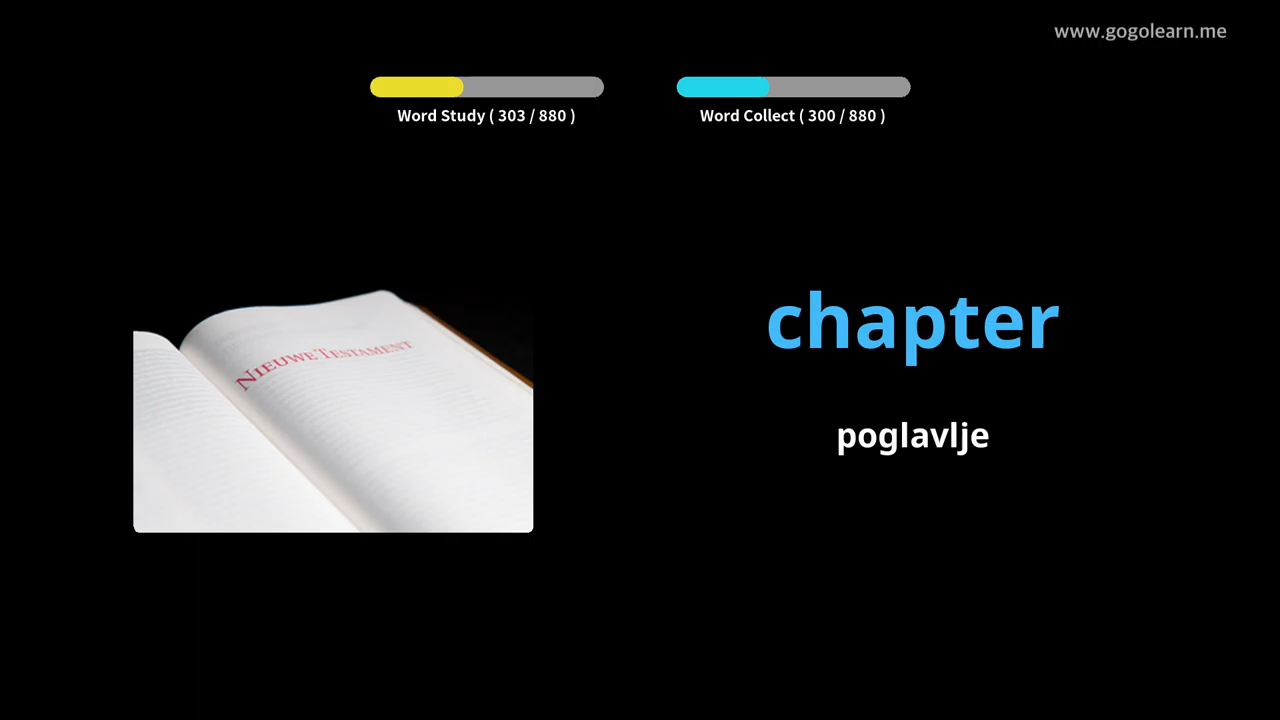 www.gogolearn.me
Word Study ( 303 / 880 )
Word Collect ( 300 / 880 )
NIEUWE TESTAMENT
chapter
poglavlje